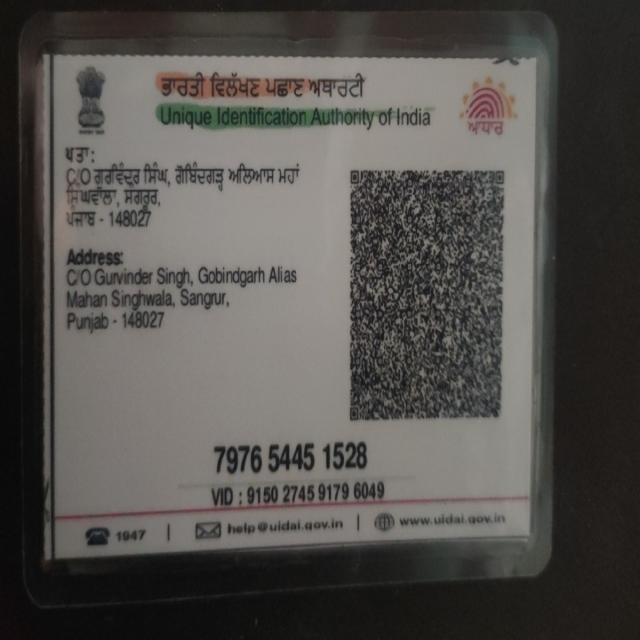 ਭਾਰਤੀ ਵਿਲੱਖਣ ਪਛਾਣ ਅਥਾਰਟੀ
Unique Identification Authority of India
ਆਧਾਰ
ਪਤਾ:
C/O ਗੁਰਵਿੰਦਰ ਸਿੰਘ, ਗੋਬਿੰਦਗੜ੍ਹ ਅਲਿਆਸ ਮਹਾਂ
ਸਿੰਘਵਾਲਾ, ਸੰਗਰੂਰ,
ਪੰਜਾਬ - 148027
Address:
C/O Gurvinder Singh, Gobindgarh Alias
Mahan Singhwala, Sangrur,
Punjab - 148027
7976 5445 1528
VID : 9150 2745 9179 6049
1947 | help@uidai.gov.in | www.uidai.gov.in